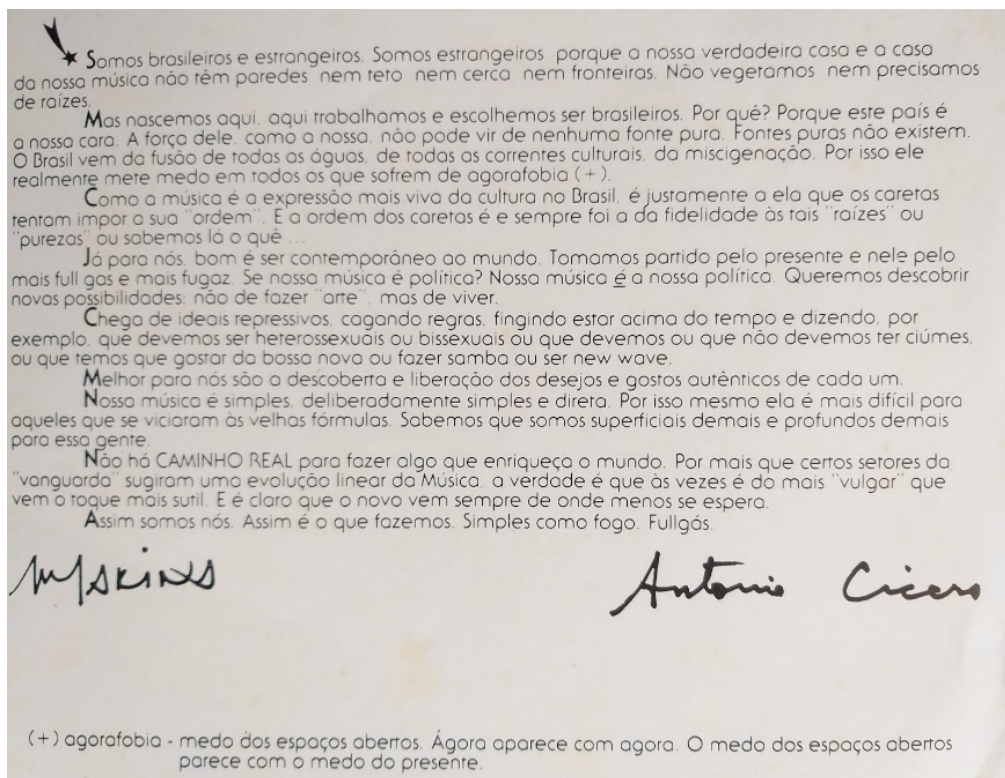 Somos brasileiros e estrangeiros. Somos estrangeiros porque a nossa verdadeira casa e a casa
da nossa música não têm paredes nem teto nem cerca nem fronteiras. Não vegetamos nem precisamos
de raízes.
Mas nascemos aqui, aqui trabalhamos e escolhemos ser brasileiros. Por quê? Porque este país é
a nossa cara. A força dele, como a nossa, não pode vir de nenhuma fonte pura. Fontes puras não existem.
O Brasil vem da fusão de todas as águas, de todas as correntes culturais, da miscigenação. Por isso ele
realmente mete medo em todos os que sofrem de agorafobia (+).
Como a música é a expressão mais viva da cultura no Brasil, é justamente a ela que os caretas
tentam impor a sua "ordem". E a ordem dos caretas é e sempre foi a da fidelidade às tais "raízes" ou
"purezas" ou sabemos lá o quê ...
Já para nós, bom é ser contemporâneo ao mundo. Tomamos partido pelo presente e nele pelo
mais full gas e mais fugaz. Se nossa música é política? Nossa música é a nossa política. Queremos descobrir
novas possibilidades: não de fazer "arte", mas de viver.
Chega de ideais repressivos, cagando regras, fingindo estar acima do tempo e dizendo, por
exemplo, que devemos ser heterossexuais ou bissexuais ou que devemos ou que não devemos ter ciúmes,
ou que temos que gostar da bossa nova ou fazer samba ou ser new wave.
Melhor para nós são a descoberta e liberação dos desejos e gostos autênticos de cada um.
Nossa música é simples, deliberadamente simples e direta. Por isso mesmo ela é mais difícil para
aqueles que se viciaram às velhas fórmulas. Sabemos que somos superficiais demais e profundos demais
para essa gente.
Não há CAMINHO REAL para fazer algo que enriqueça o mundo. Por mais que certos setores da
"vanguarda" sugiram uma evolução linear da Música, a verdade é que às vezes é do mais "vulgar" que
vem o toque mais sutil. E é claro que o novo vem sempre de onde menos se espera.
Assim somos nós. Assim é o que fazemos. Simples como fogo. Fullgás.
Antonio Cicero
(+) agorafobia - medo dos espaços abertos. Ágora aparece com agora. O medo dos espaços abertos
parece com o medo do presente.